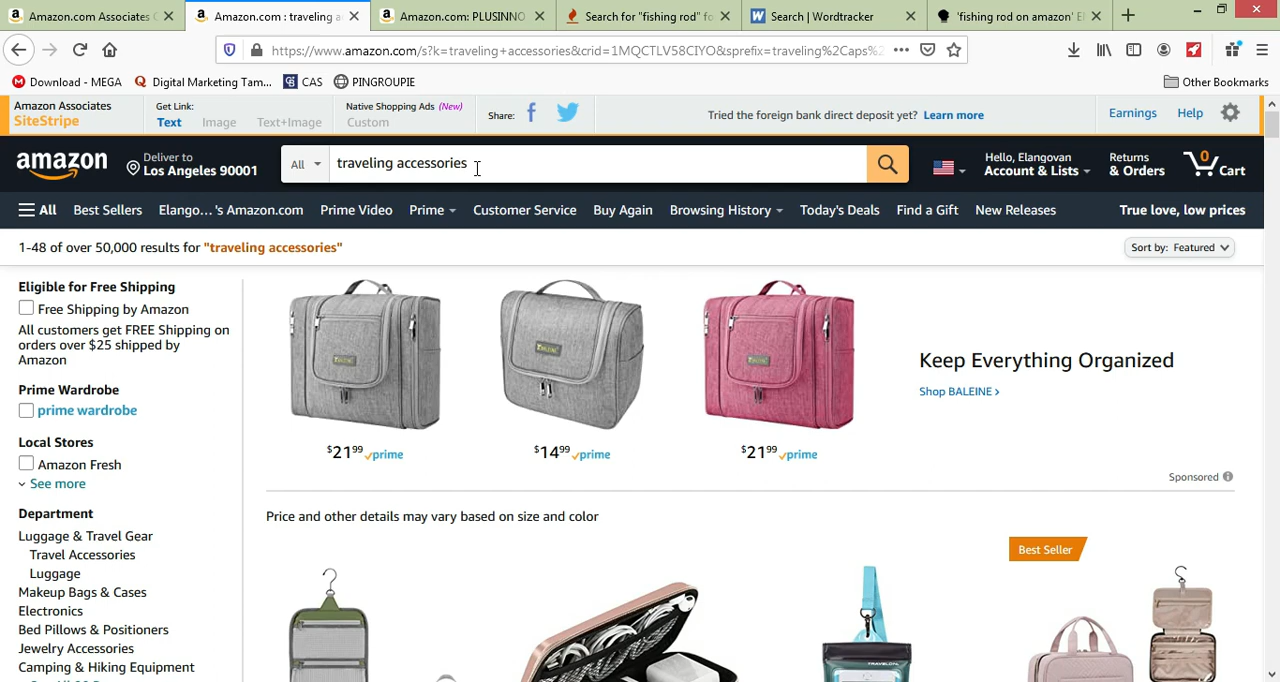 Amazon.com Associates C
Amazon.com : traveling a
Amazon.com: PLUSINNO
Search for "fishing rod" fo
Search | Wordtracker
'fishing rod on amazon' El
https://www.amazon.com/s?k=traveling+accessories&crid=1MQCTLV58CIYO&sprefix=traveling%2Caps%2
Download - MEGA
Digital Marketing Tam...
CAS
PINGROUPIE
Other Bookmarks
Amazon Associates
SiteStripe
Get Link:
Text Image Text+Image
Native Shopping Ads (New)
Custom
Share:
Tried the foreign bank direct deposit yet? Learn more
Earnings
Help
amazon
Deliver to
Los Angeles 90001
All
traveling accessories
Hello, Elangovan
Account & Lists
Returns
& Orders
0
Cart
All
Best Sellers
Elango...'s Amazon.com
Prime Video
Prime
Customer Service
Buy Again
Browsing History
Today's Deals
Find a Gift
New Releases
True love, low prices
1-48 of over 50,000 results for "traveling accessories"
Sort by: Featured
Eligible for Free Shipping
Free Shipping by Amazon
All customers get FREE Shipping on
orders over $25 shipped by
Amazon
Prime Wardrobe
prime wardrobe
Local Stores
Amazon Fresh
See more
Department
Luggage & Travel Gear
Travel Accessories
Luggage
Makeup Bags & Cases
Electronics
Bed Pillows & Positioners
Jewelry Accessories
Camping & Hiking Equipment
$21.99 prime
$14.99 prime
$21.99 prime
Keep Everything Organized
Shop BALEINE >
Sponsored
Price and other details may vary based on size and color
Best Seller